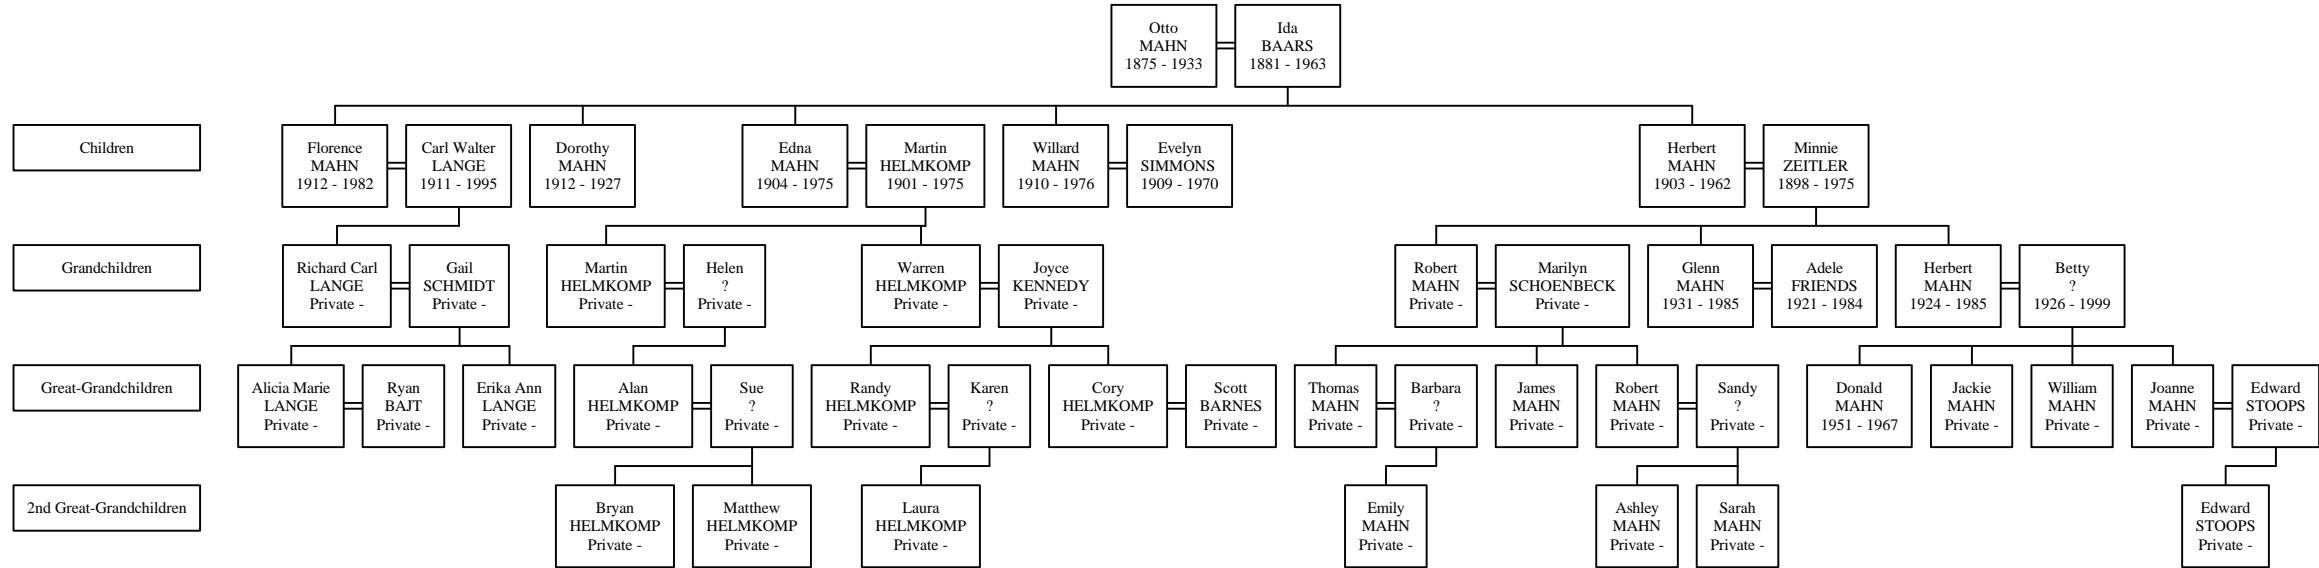 Otto
MAHN
1875 - 1933
Ida
BAARS
1881 - 1963
Children
Florence
MAHN
1912 - 1982
Carl Walter
LANGE
1911 - 1995
Dorothy
MAHN
1912 - 1927
Edna
MAHN
1904 - 1975
Martin
HELMKOMP
1901 - 1975
Willard
MAHN
1910 - 1976
Evelyn
SIMMONS
1909 - 1970
Herbert
MAHN
1903 - 1962
Minnie
ZEITLER
1898 - 1975
Grandchildren
Richard Carl
LANGE
Private -
Gail
SCHMIDT
Private -
Martin
HELMKOMP
Private -
Helen
?
Private -
Warren
HELMKOMP
Private -
Joyce
KENNEDY
Private -
Robert
MAHN
Private -
Marilyn
SCHOENBECK
Private -
Glenn
MAHN
1931 - 1985
Adele
FRIENDS
1921 - 1984
Herbert
MAHN
1924 - 1985
Betty
?
1926 - 1999
Great-Grandchildren
Alicia Marie
LANGE
Private -
Ryan
BAJT
Private -
Erika Ann
LANGE
Private -
Alan
HELMKOMP
Private -
Sue
?
Private -
Randy
HELMKOMP
Private -
Karen
?
Private -
Cory
HELMKOMP
Private -
Scott
BARNES
Private -
Thomas
MAHN
Private -
Barbara
?
Private -
James
MAHN
Private -
Robert
MAHN
Private -
Sandy
?
Private -
Donald
MAHN
1951 - 1967
Jackie
MAHN
Private -
William
MAHN
Private -
Joanne
MAHN
Private -
Edward
STOOPS
Private -
2nd Great-Grandchildren
Bryan
HELMKOMP
Private -
Matthew
HELMKOMP
Private -
Laura
HELMKOMP
Private -
Emily
MAHN
Private -
Ashley
MAHN
Private -
Sarah
MAHN
Private -
Edward
STOOPS
Private -